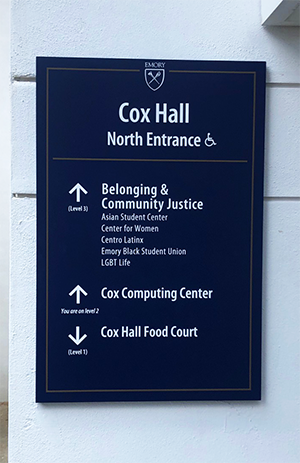 EMORY
Cox Hall
North Entrance
Belonging &
Community Justice
(Level 3)
Asian Student Center
Center for Women
Centro Latinx
Emory Black Student Union
LGBT Life
Cox Computing Center
You are on level 2
Cox Hall Food Court
(Level 1)